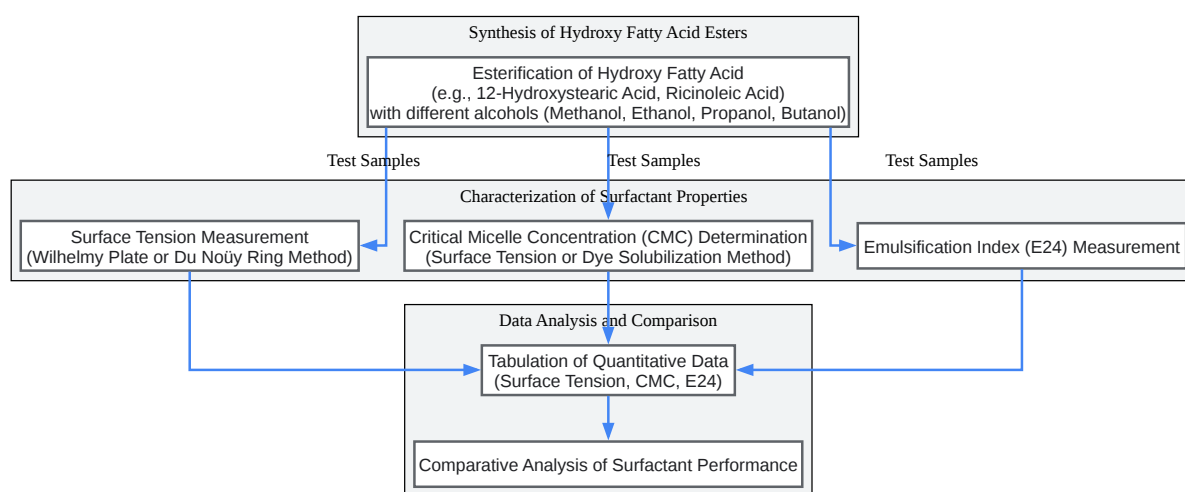 Synthesis of Hydroxy Fatty Acid Esters
Esterification of Hydroxy Fatty Acid
(e.g., 12-Hydroxystearic Acid, Ricinoleic Acid)
with different alcohols (Methanol, Ethanol, Propanol, Butanol)
Test Samples
Test Samples
Test Samples
Characterization of Surfactant Properties
Surface Tension Measurement
(Wilhelmy Plate or Du Noüy Ring Method)
Critical Micelle Concentration (CMC) Determination
(Surface Tension or Dye Solubilization Method)
Emulsification Index (E24) Measurement
Data Analysis and Comparison
Tabulation of Quantitative Data
(Surface Tension, CMC, E24)
Comparative Analysis of Surfactant Performance